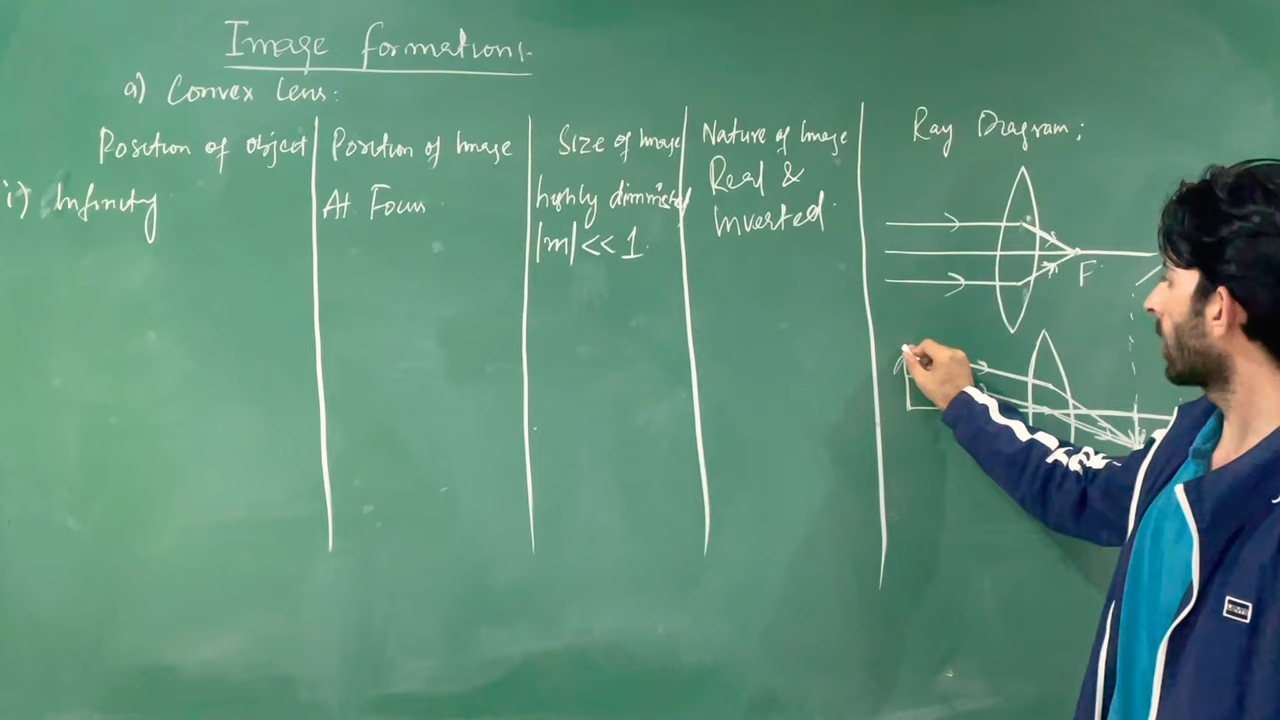 Image formations.
a) Convex Lens:
Position of object Position of Image Size of Image Nature of Image Ray Diagram:
i) Infinity At Focus highly diminished Real &
|m| << 1. Inverted.
F
LEVI'S